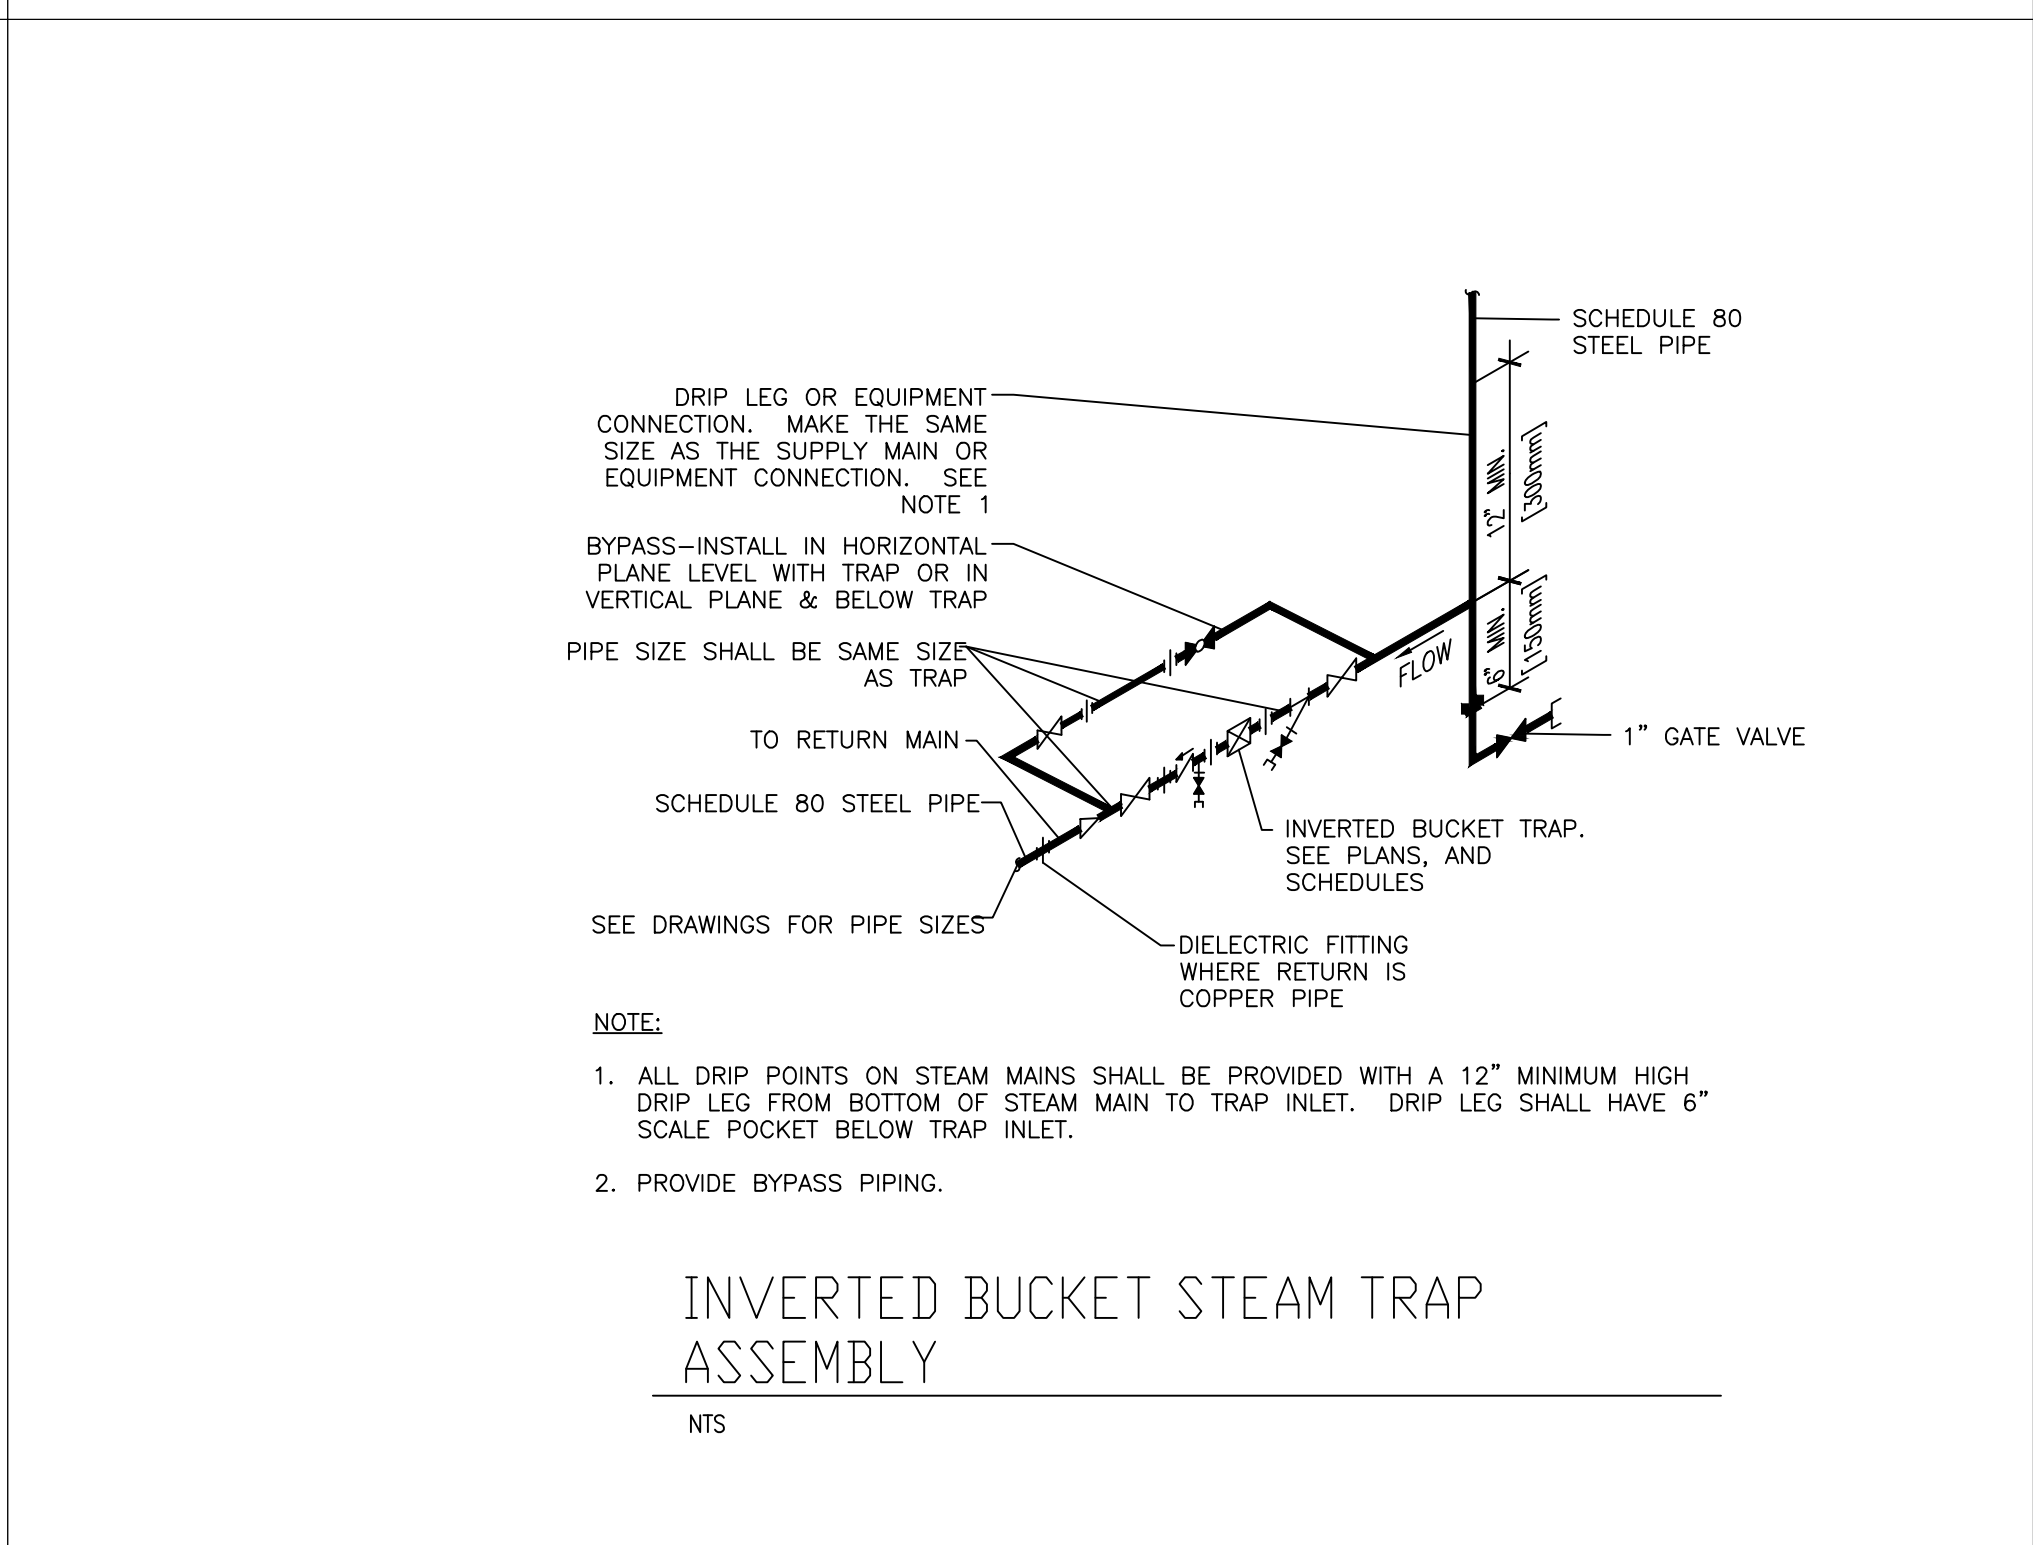 SCHEDULE 80
STEEL PIPE
DRIP LEG OR EQUIPMENT
CONNECTION. MAKE THE SAME
SIZE AS THE SUPPLY MAIN OR
EQUIPMENT CONNECTION. SEE
NOTE 1
12" MIN.
[300mm]
BYPASS-INSTALL IN HORIZONTAL
PLANE LEVEL WITH TRAP OR IN
VERTICAL PLANE & BELOW TRAP
6" MIN.
[150mm]
PIPE SIZE SHALL BE SAME SIZE
AS TRAP
FLOW
TO RETURN MAIN
1" GATE VALVE
SCHEDULE 80 STEEL PIPE
INVERTED BUCKET TRAP.
SEE PLANS, AND
SCHEDULES
SEE DRAWINGS FOR PIPE SIZES
DIELECTRIC FITTING
WHERE RETURN IS
COPPER PIPE
NOTE:
1. ALL DRIP POINTS ON STEAM MAINS SHALL BE PROVIDED WITH A 12" MINIMUM HIGH
DRIP LEG FROM BOTTOM OF STEAM MAIN TO TRAP INLET. DRIP LEG SHALL HAVE 6"
SCALE POCKET BELOW TRAP INLET.
2. PROVIDE BYPASS PIPING.
INVERTED BUCKET STEAM TRAP
ASSEMBLY
NTS